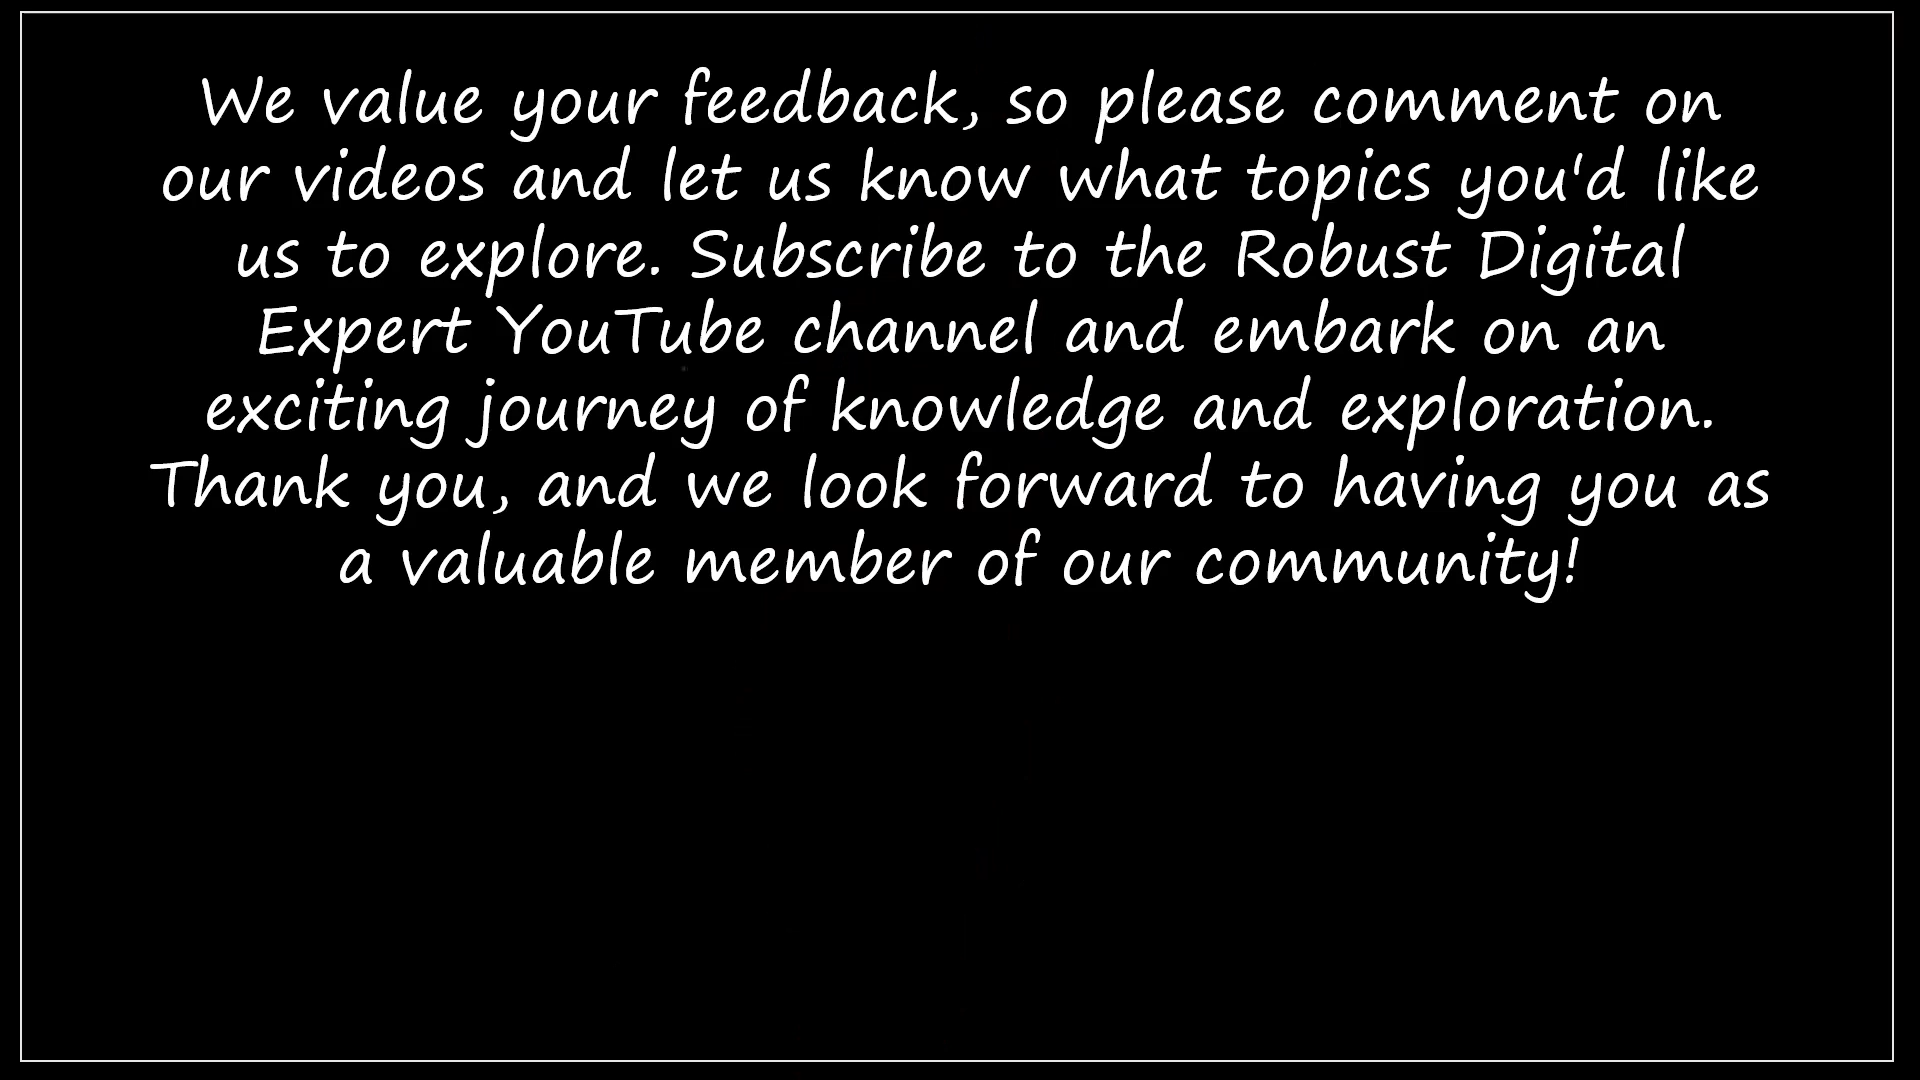 We value your feedback, so please comment on
our videos and let us know what topics you'd like
us to explore. Subscribe to the Robust Digital
Expert YouTube channel and embark on an
exciting journey of knowledge and exploration.
Thank you, and we look forward to having you as
a valuable member of our community!